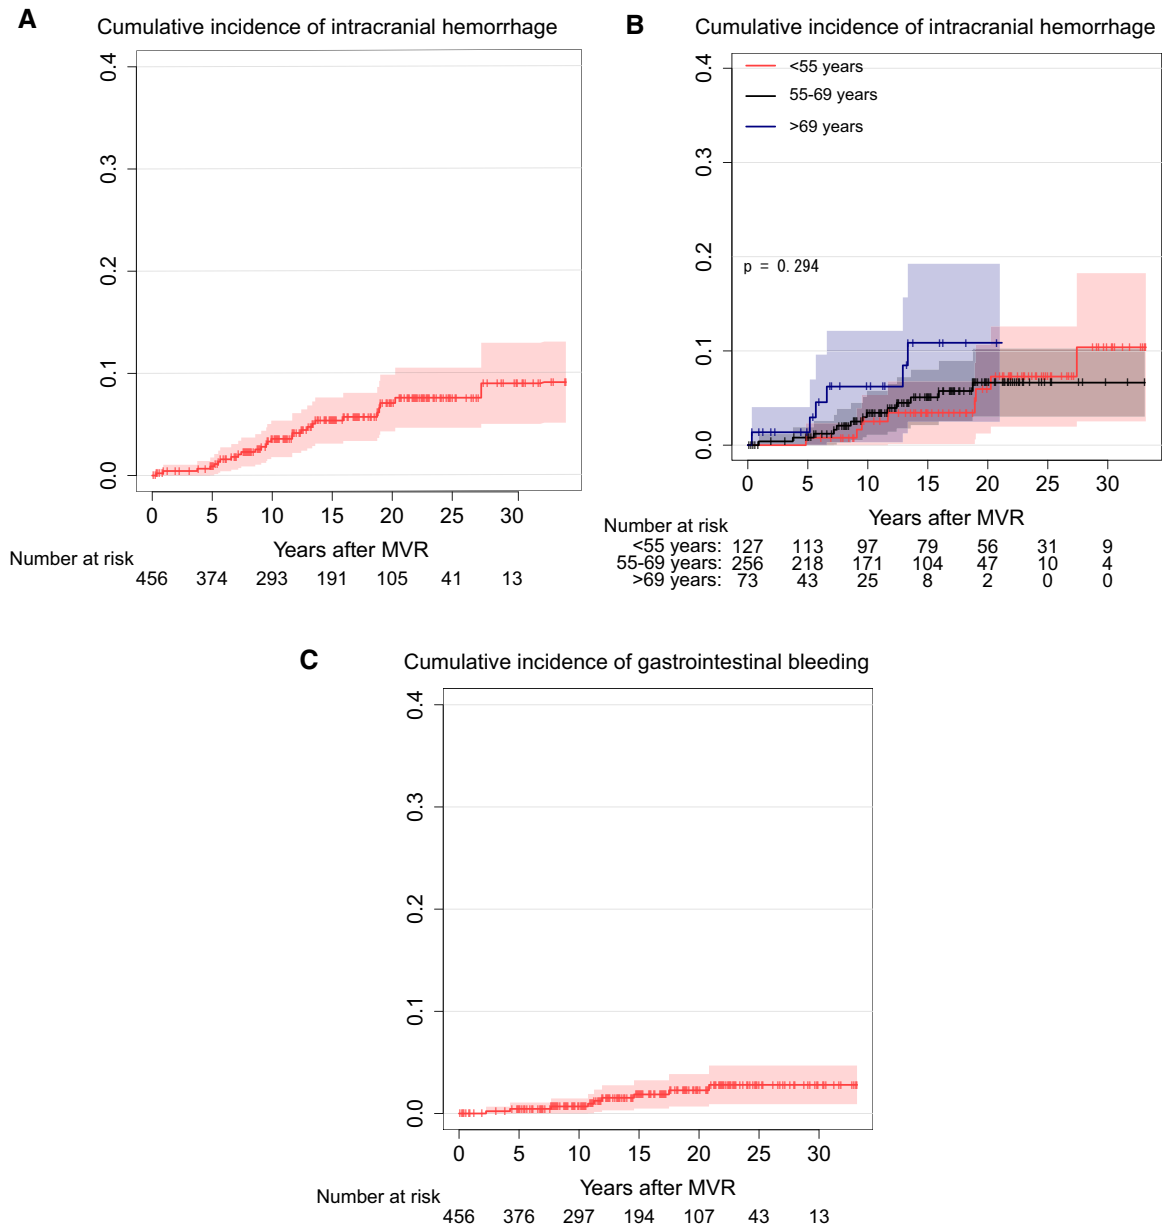 A
Cumulative incidence of intracranial hemorrhage
0.4
0.3
0.2
0.1
0.0
0 5 10 15 20 25 30
Years after MVR
Number at risk
456 374 293 191 105 41 13
B
Cumulative incidence of intracranial hemorrhage
<55 years
55-69 years
>69 years
p = 0.294
0.4
0.3
0.2
0.1
0.0
0 5 10 15 20 25 30
Years after MVR
Number at risk
<55 years: 127 113 97 79 56 31 9
55-69 years: 256 218 171 104 47 10 4
>69 years: 73 43 25 8 2 0 0
C
Cumulative incidence of gastrointestinal bleeding
0.4
0.3
0.2
0.1
0.0
0 5 10 15 20 25 30
Years after MVR
Number at risk
456 376 297 194 107 43 13